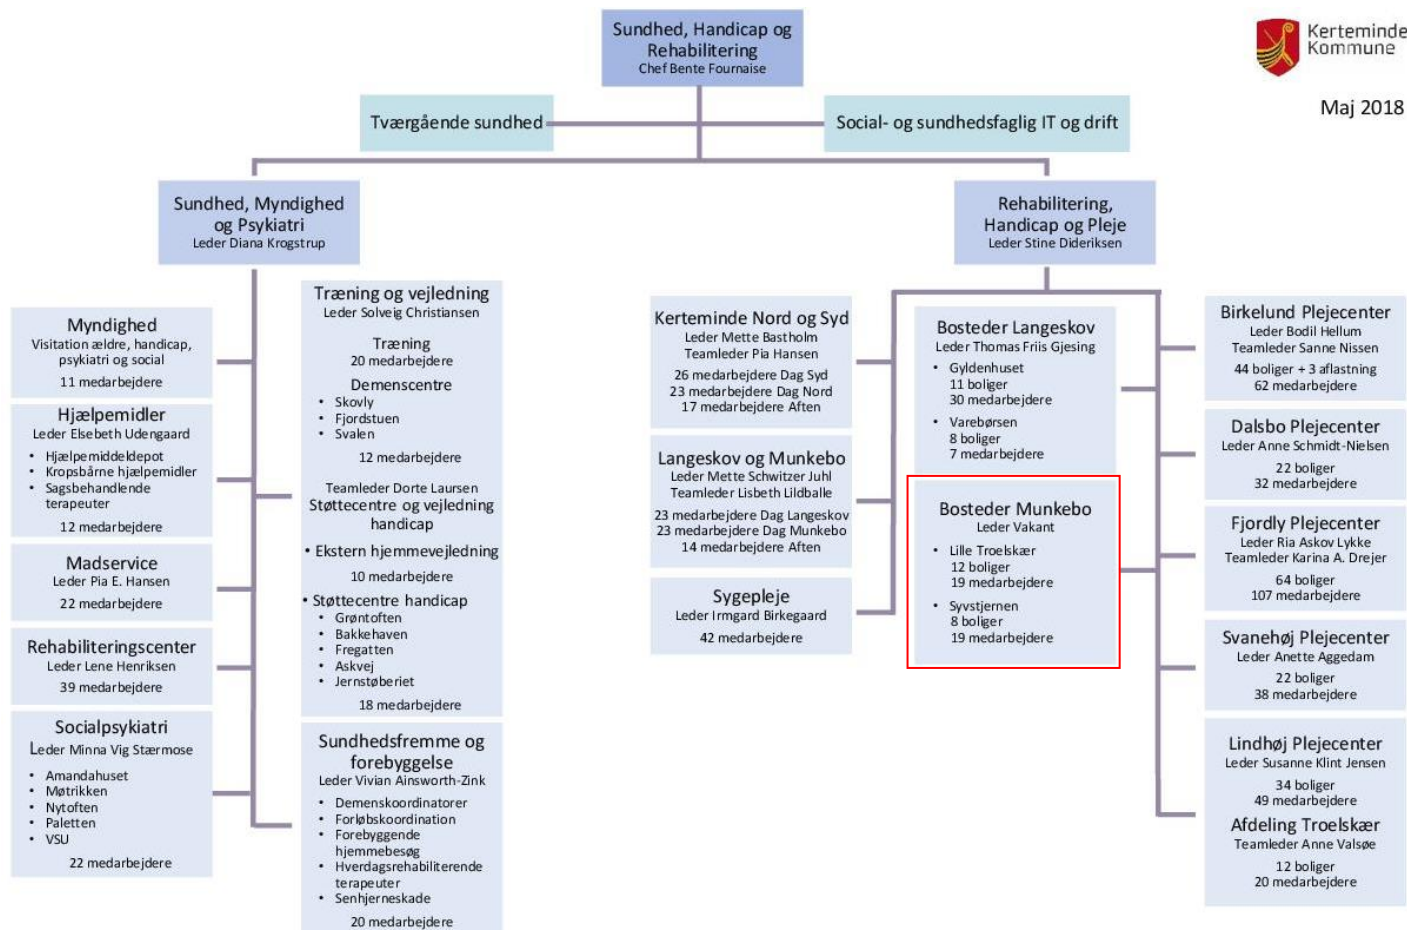 Sundhed, Handicap og
Rehabilitering
Chef Bente Fournaise
Kerteminde
Kommune
Maj 2018
Tværgående sundhed
Social- og sundhedsfaglig IT og drift
Sundhed, Myndighed
og Psykiatri
Leder Diana Krogstrup
Rehabilitering,
Handicap og Pleje
Leder Stine Dideriksen
Myndighed
Visitation ældre, handicap,
psykiatri og social
11 medarbejdere
Hjælpemidler
Leder Elsebeth Udengaard
• Hjælpemiddeldepot
• Kropsbårne hjælpemidler
• Sagsbehandlende
terapeuter
12 medarbejdere
Madservice
Leder Pia E. Hansen
22 medarbejdere
Rehabiliteringscenter
Leder Lene Henriksen
39 medarbejdere
Socialpsykiatri
Leder Minna Vig Stærmose
• Amandahuset
• Møtrikken
• Nytoften
• Paletten
• VSU
22 medarbejdere
Træning og vejledning
Leder Solveig Christiansen
Træning
20 medarbejdere
Demenscentre
• Skovly
• Fjordstuen
• Svalen
12 medarbejdere
Teamleder Dorte Laursen
Støttecentre og vejledning
handicap
• Ekstern hjemmevejledning
10 medarbejdere
• Støttecentre handicap
• Grøntoften
• Bakkehaven
• Fregatten
• Askvej
• Jernstøberiet
18 medarbejdere
Sundhedsfremme og
forebyggelse
Leder Vivian Ainsworth-Zink
• Demenskoordinatorer
• Forløbskoordination
• Forebyggende
hjemmebesøg
• Hverdagsrehabiliterende
terapeuter
• Senhjerneskade
20 medarbejdere
Kerteminde Nord og Syd
Leder Mette Bastholm
Teamleder Pia Hansen
26 medarbejdere Dag Syd
23 medarbejdere Dag Nord
17 medarbejdere Aften
Langeskov og Munkebo
Leder Mette Schwitzer Juhl
Teamleder Lisbeth Lildballe
23 medarbejdere Dag Langeskov
23 medarbejdere Dag Munkebo
14 medarbejdere Aften
Sygepleje
Leder Irmgard Birkegaard
42 medarbejdere
Bosteder Langeskov
Leder Thomas Friis Gjesing
• Gyldenhuset
11 boliger
30 medarbejdere
• Varebørsen
8 boliger
7 medarbejdere
Bosteder Munkebo
Leder Vakant
• Lille Troelskær
12 boliger
19 medarbejdere
• Syvstjernen
8 boliger
19 medarbejdere
Birkelund Plejecenter
Leder Bodil Hellum
Teamleder Sanne Nissen
44 boliger + 3 aflastning
62 medarbejdere
Dalsbo Plejecenter
Leder Anne Schmidt-Nielsen
22 boliger
32 medarbejdere
Fjordly Plejecenter
Leder Ria Askov Lykke
Teamleder Karina A. Drejer
64 boliger
107 medarbejdere
Svanehøj Plejecenter
Leder Anette Aggedam
22 boliger
38 medarbejdere
Lindhøj Plejecenter
Leder Susanne Klint Jensen
34 boliger
49 medarbejdere
Afdeling Troelskær
Teamleder Anne Valsøe
12 boliger
20 medarbejdere